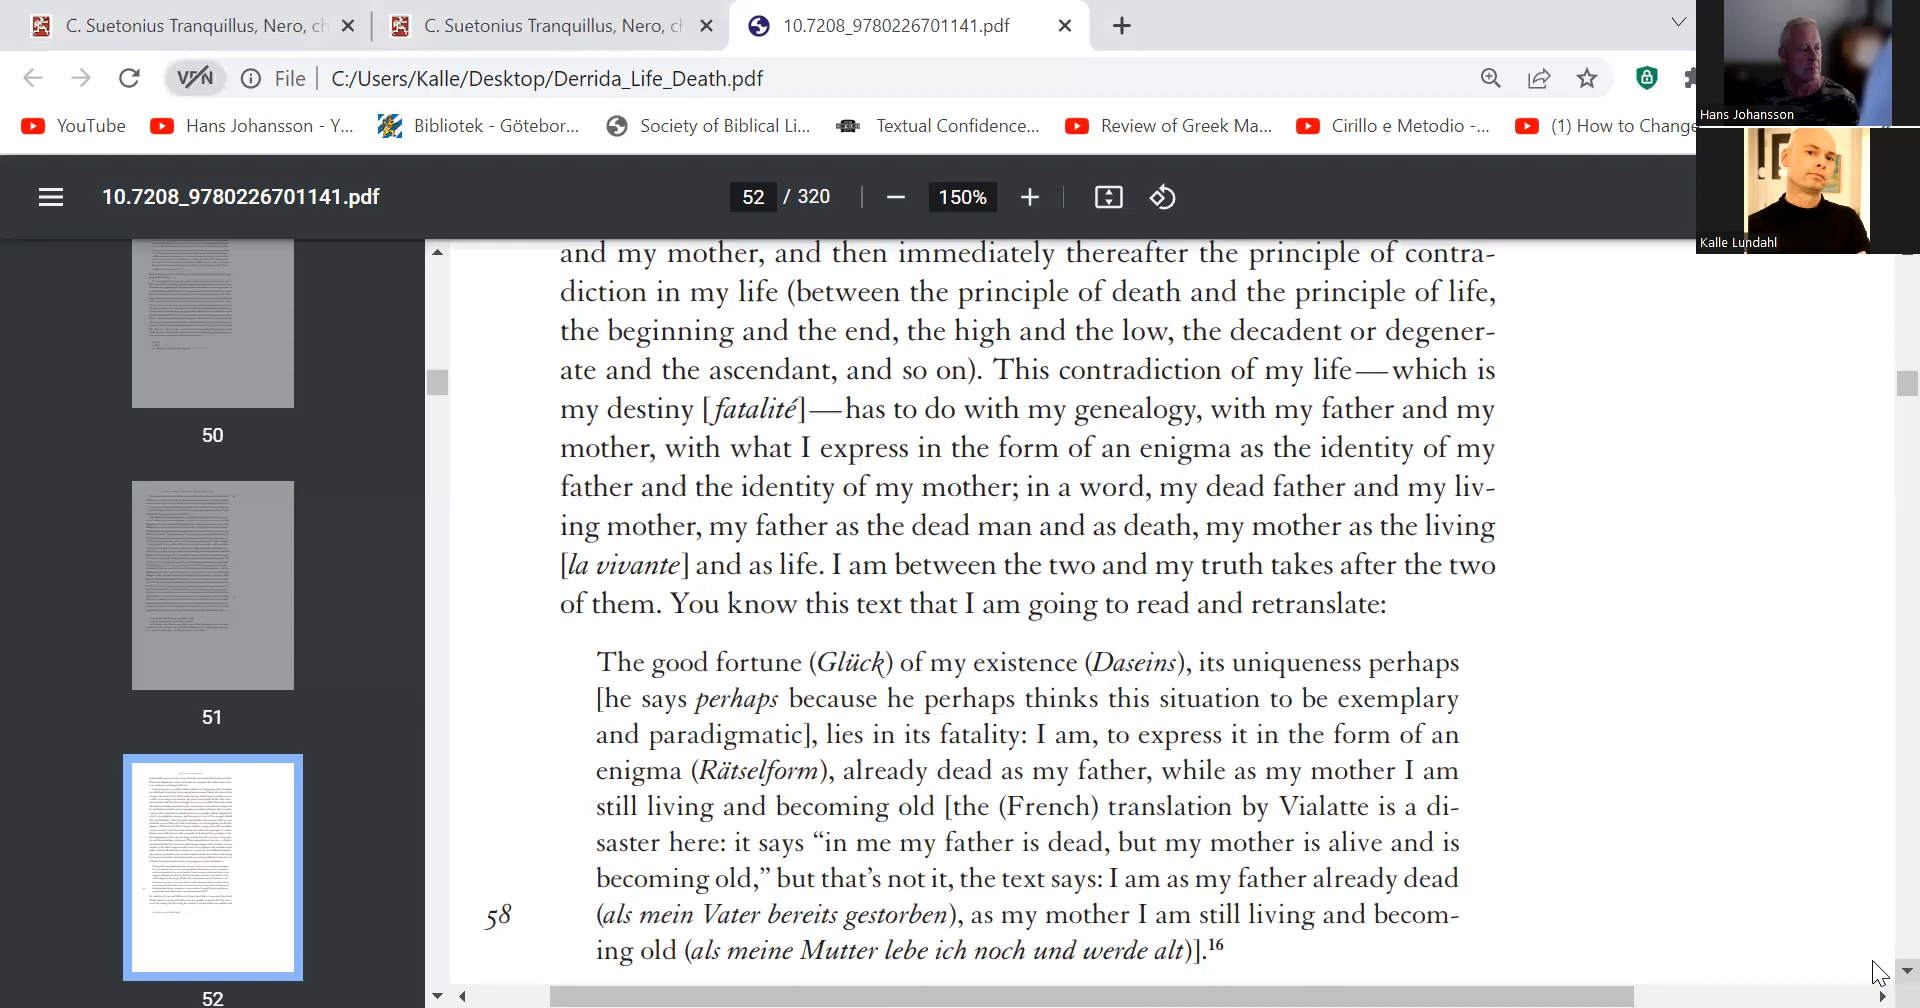 C. Suetonius Tranquillus, Nero, ch
C. Suetonius Tranquillus, Nero, ch
10.7208_9780226701141.pdf
VPN
File
C:/Users/Kalle/Desktop/Derrida_Life_Death.pdf
YouTube
Hans Johansson - Y...
Bibliotek - Götebor...
Society of Biblical Li...
Textual Confidence...
Review of Greek Ma...
Cirillo e Metodio -...
(1) How to Change
Hans Johansson
Kalle Lundahl
10.7208_9780226701141.pdf
52 / 320
150%
50
51
52
and my mother, and then immediately thereafter the principle of contra-
diction in my life (between the principle of death and the principle of life,
the beginning and the end, the high and the low, the decadent or degener-
ate and the ascendant, and so on). This contradiction of my life—which is
my destiny [fatalité]—has to do with my genealogy, with my father and my
mother, with what I express in the form of an enigma as the identity of my
father and the identity of my mother; in a word, my dead father and my liv-
ing mother, my father as the dead man and as death, my mother as the living
[la vivante] and as life. I am between the two and my truth takes after the two
of them. You know this text that I am going to read and retranslate:
The good fortune (Glück) of my existence (Daseins), its uniqueness perhaps
[he says perhaps because he perhaps thinks this situation to be exemplary
and paradigmatic], lies in its fatality: I am, to express it in the form of an
enigma (Rätselform), already dead as my father, while as my mother I am
still living and becoming old [the (French) translation by Vialatte is a di-
saster here: it says “in me my father is dead, but my mother is alive and is
becoming old,” but that’s not it, the text says: I am as my father already dead
58
(als mein Vater bereits gestorben), as my mother I am still living and becom-
ing old (als meine Mutter lebe ich noch und werde alt)].16